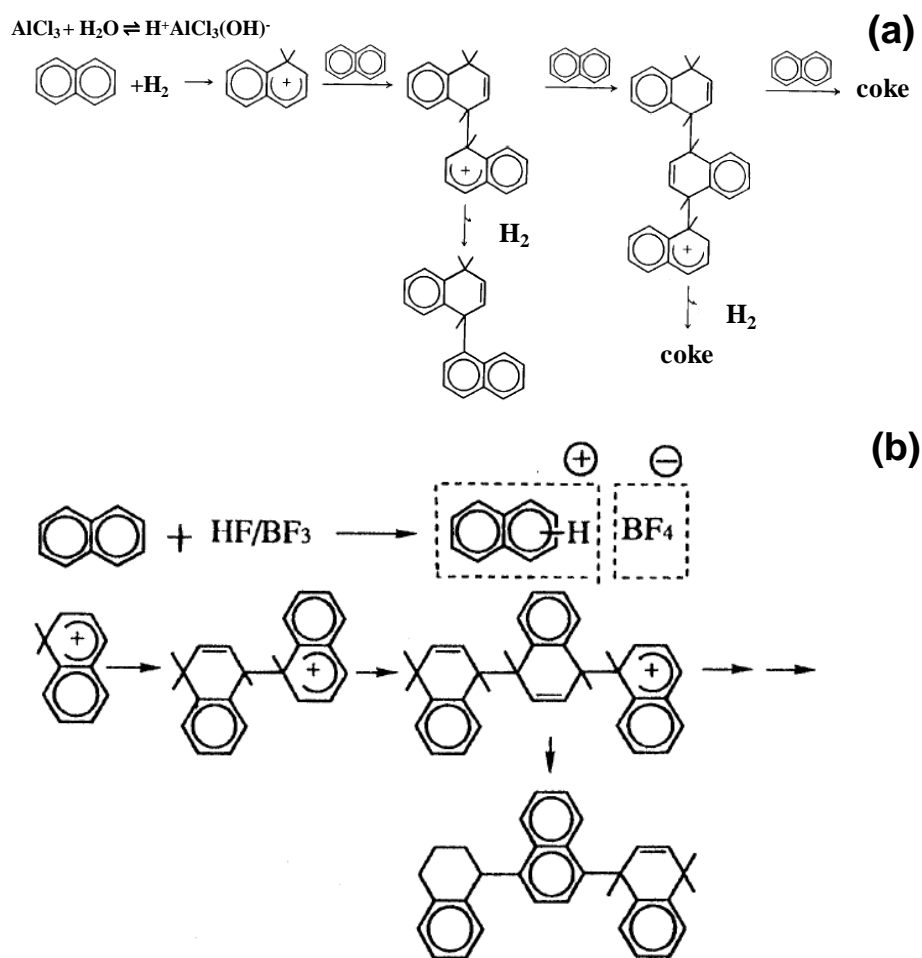 (a)
AlCl₃ + H₂O ⇌ H⁺AlCl₃(OH)⁻
+H₂ → + → + → + → coke
H₂
H₂
coke
(b)
+ −
+ HF/BF₃ → H BF₄
+ → + → + → →